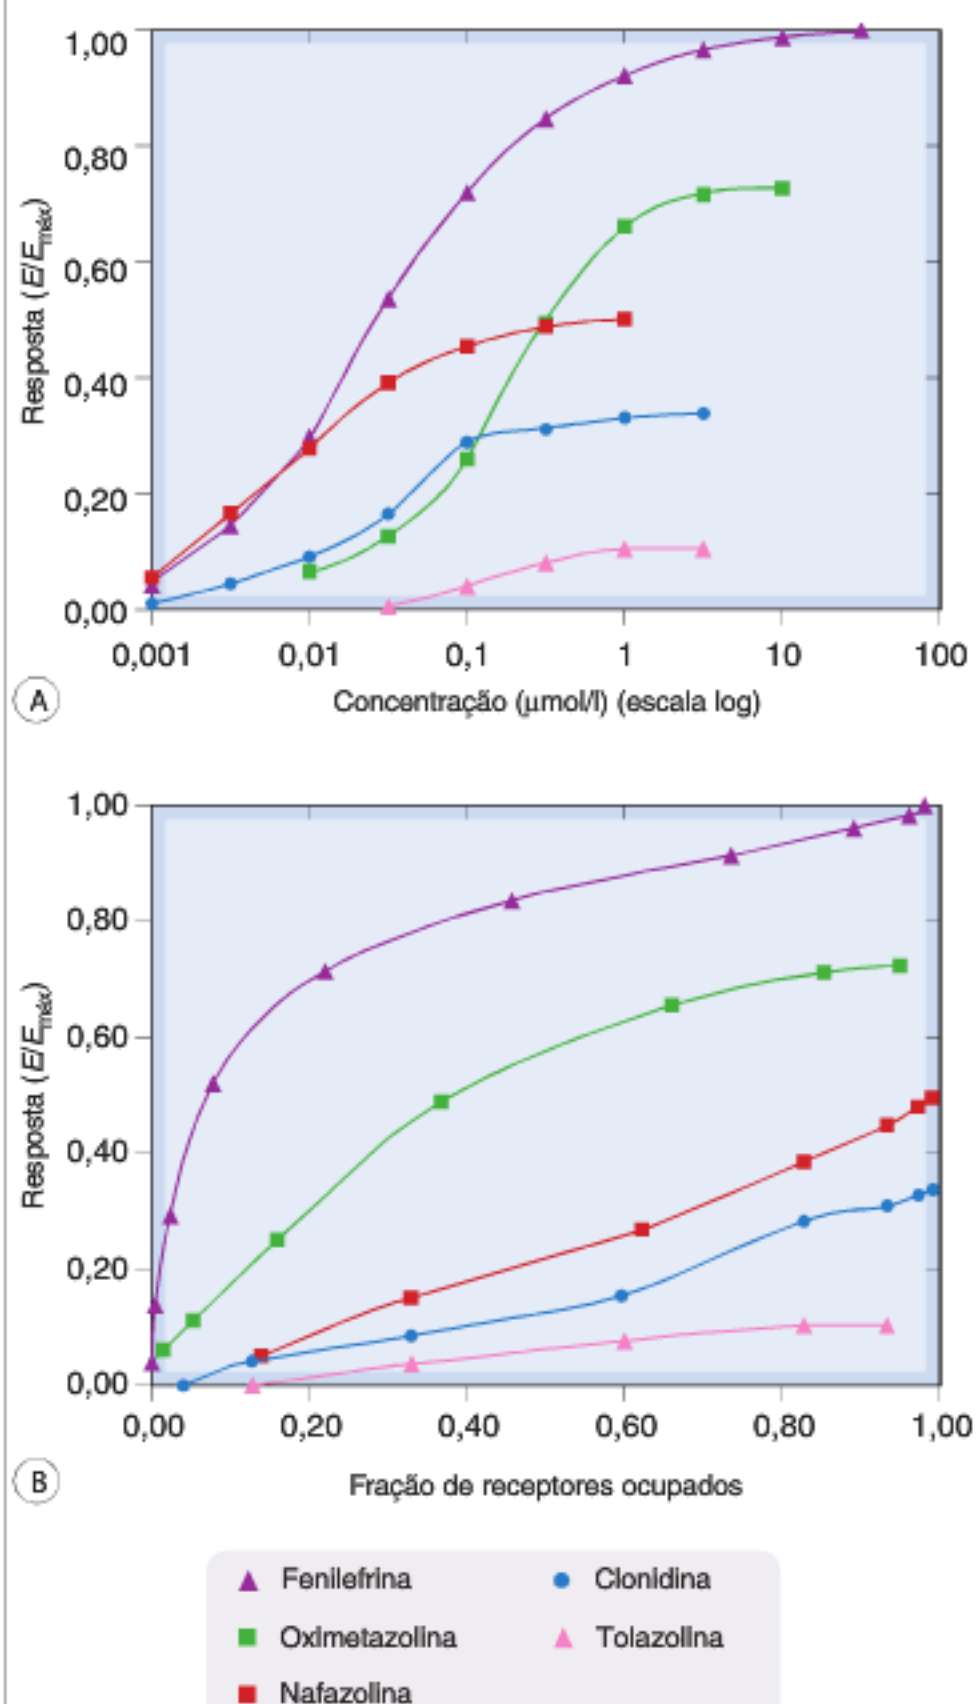 1,00
0,80
0,60
0,40
0,20
0,00
Resposta (E/Emáx)
0,001 0,01 0,1 1 10 100
Concentração (μmol/l) (escala log)
A
1,00
0,80
0,60
0,40
0,20
0,00
Resposta (E/Emáx)
0,00 0,20 0,40 0,60 0,80 1,00
Fração de receptores ocupados
B
Fenilefrina Clonidina
Oximetazolina Tolazolina
Nafazolina